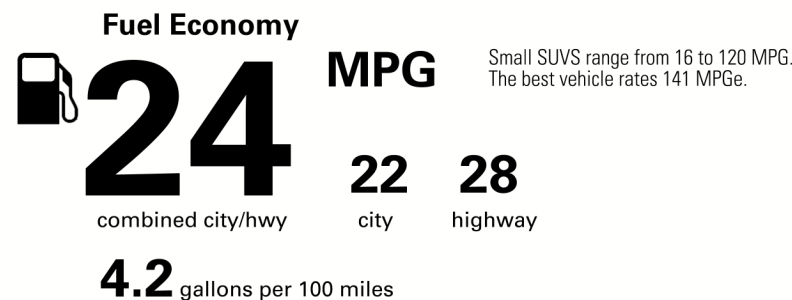 Fuel Economy
24
MPG
Small SUVS range from 16 to 120 MPG.
The best vehicle rates 141 MPGe.
22 28
combined city/hwy city highway
4.2 gallons per 100 miles